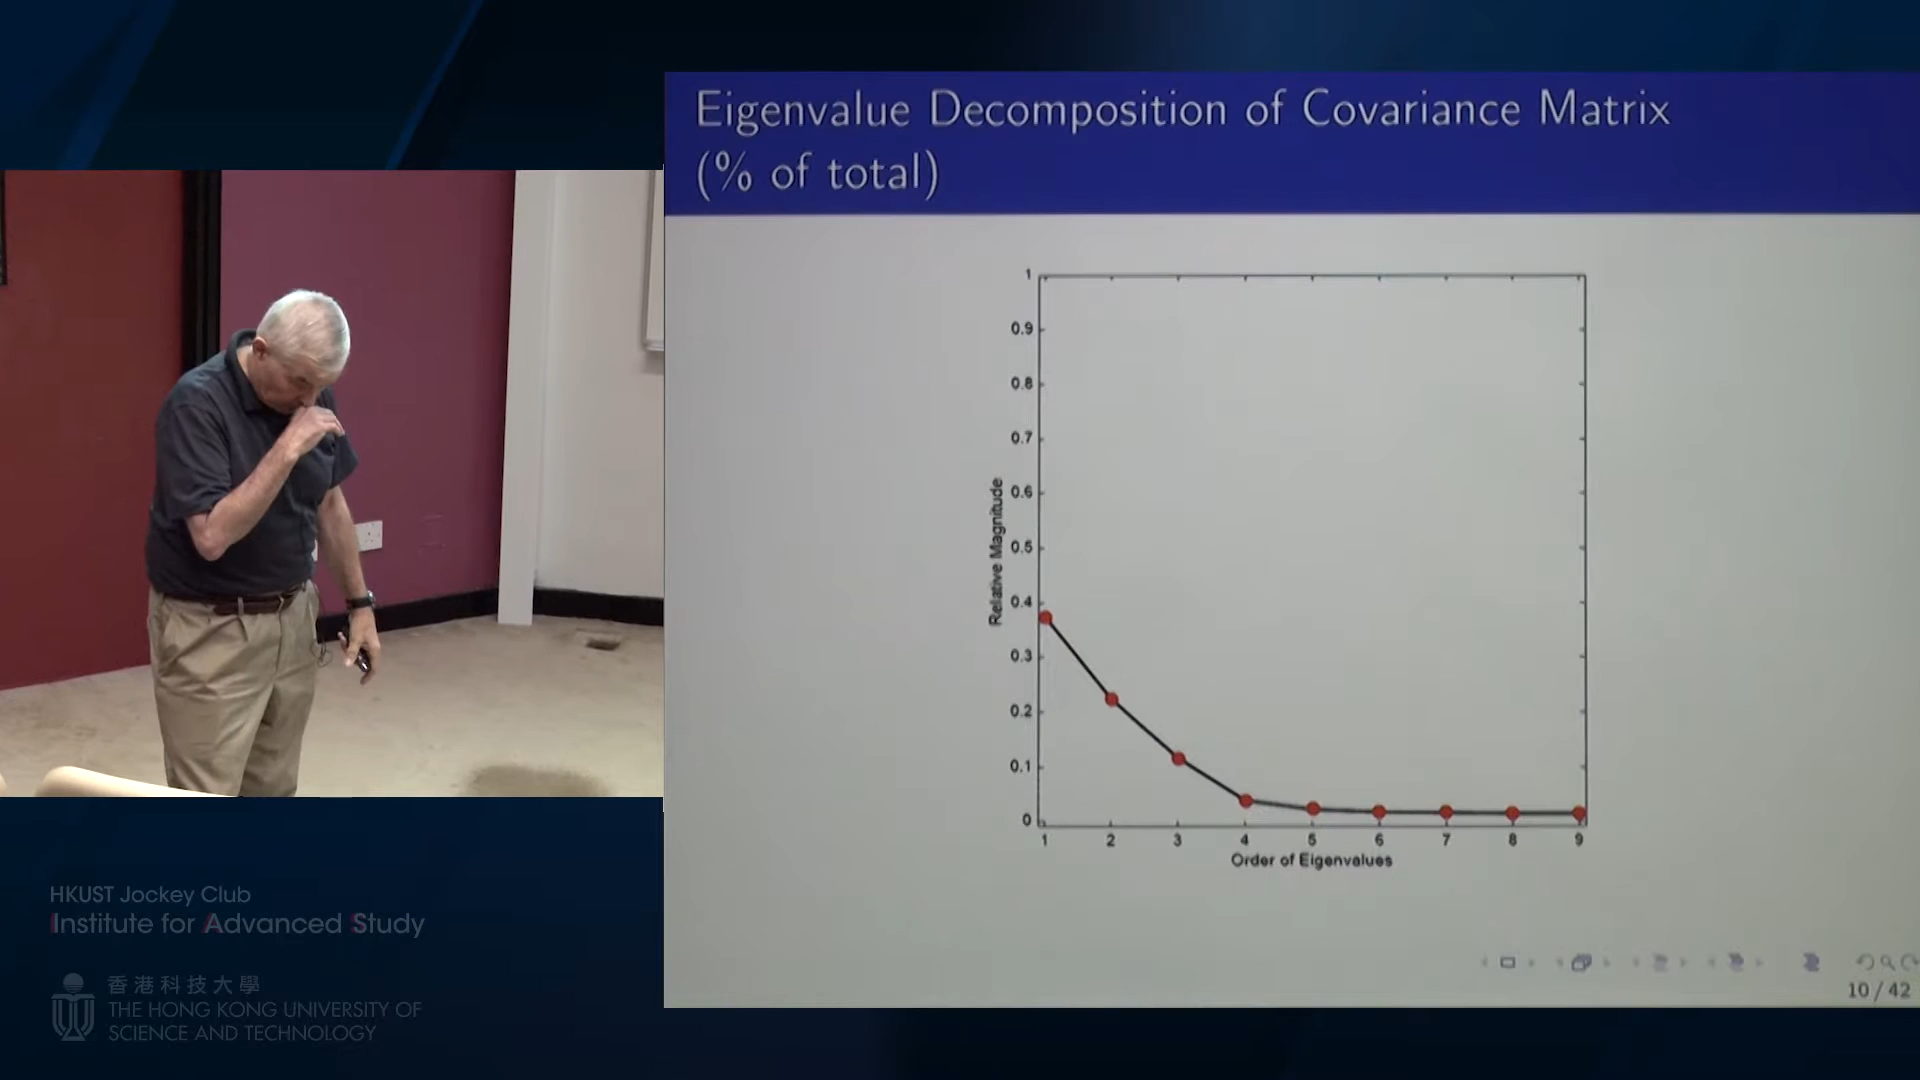 Eigenvalue Decomposition of Covariance Matrix
(% of total)
1
0.9
0.8
0.7
0.6
0.5
0.4
0.3
0.2
0.1
0
Relative Magnitude
1 2 3 4 5 6 7 8 9
Order of Eigenvalues
10 / 42
HKUST Jockey Club
Institute for Advanced Study
香港科技大學
THE HONG KONG UNIVERSITY OF
SCIENCE AND TECHNOLOGY